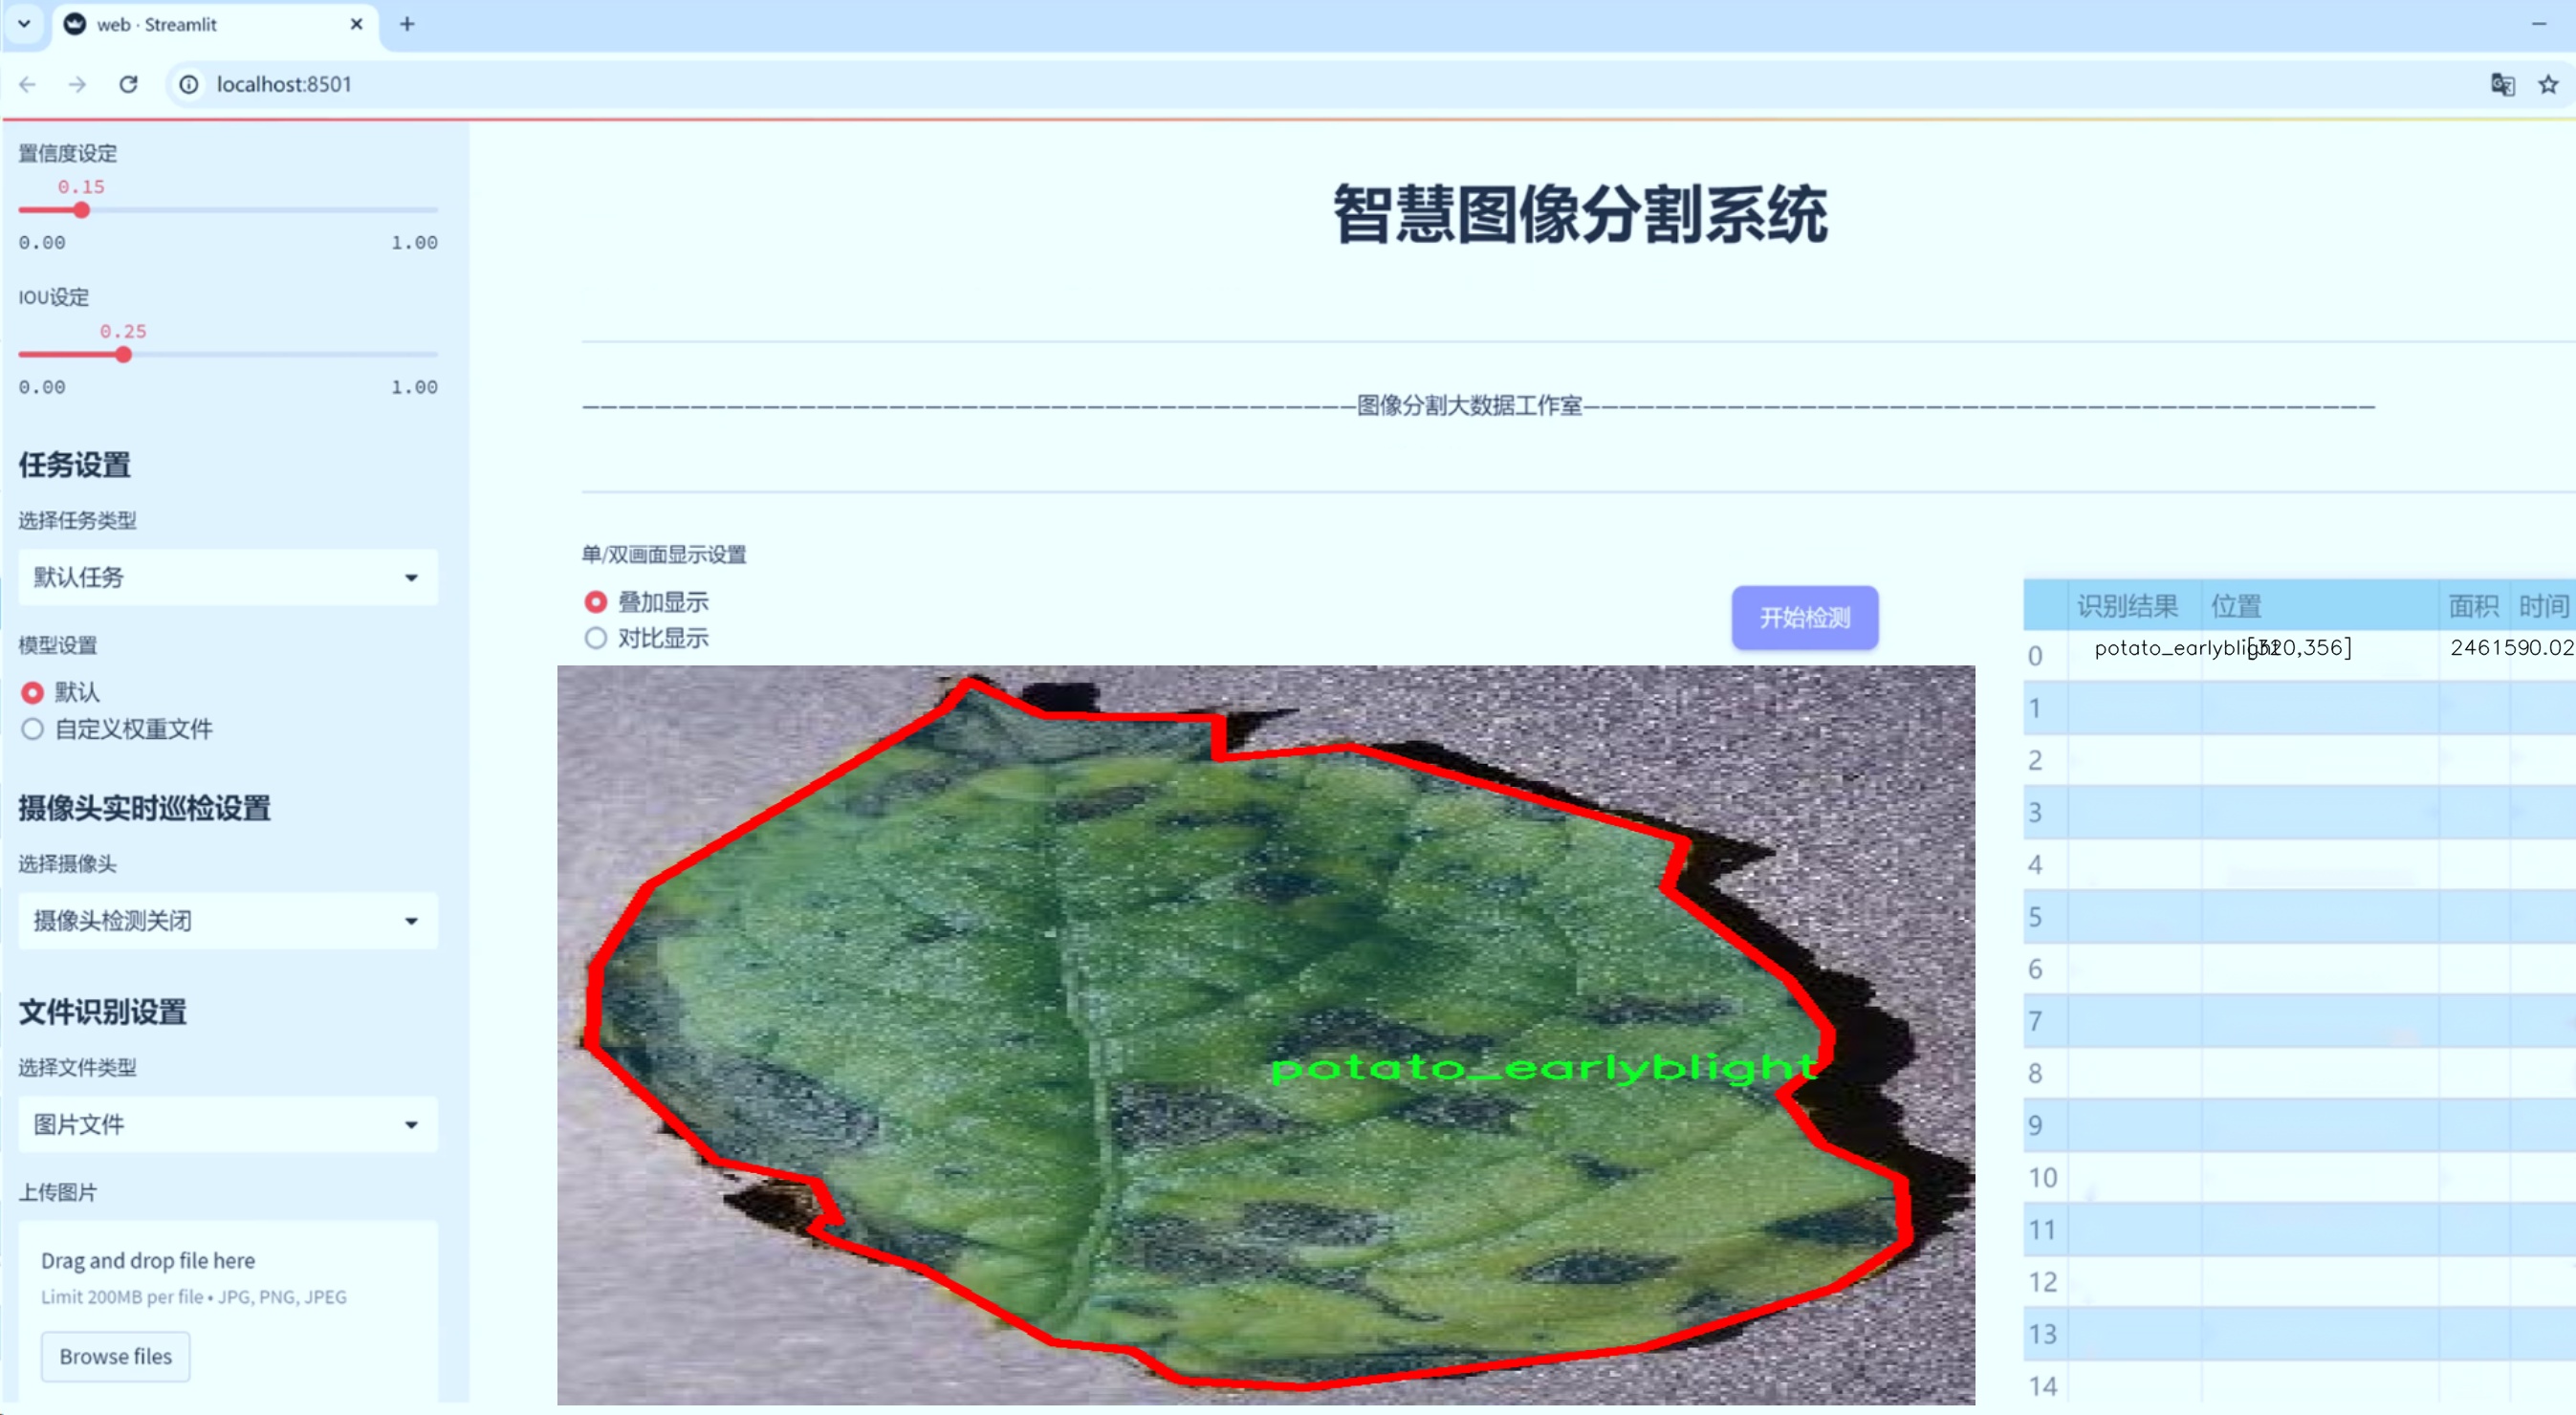 web · Streamlit
localhost:8501
置信度设定
0.15
0.00 1.00
IOU设定
0.25
0.00 1.00
任务设置
选择任务类型
默认任务
模型设置
默认
自定义权重文件
摄像头实时巡检设置
选择摄像头
摄像头检测关闭
文件识别设置
选择文件类型
图片文件
上传图片
Drag and drop file here
Limit 200MB per file • JPG, PNG, JPEG
Browse files
智慧图像分割系统
图像分割大数据工作室
单/双画面显示设置
叠加显示
对比显示
开始检测
potato_earlyblight
识别结果 位置 面积 时间
0 potato_earlyblight [320,356] 2461590.02
1
2
3
4
5
6
7
8
9
10
11
12
13
14